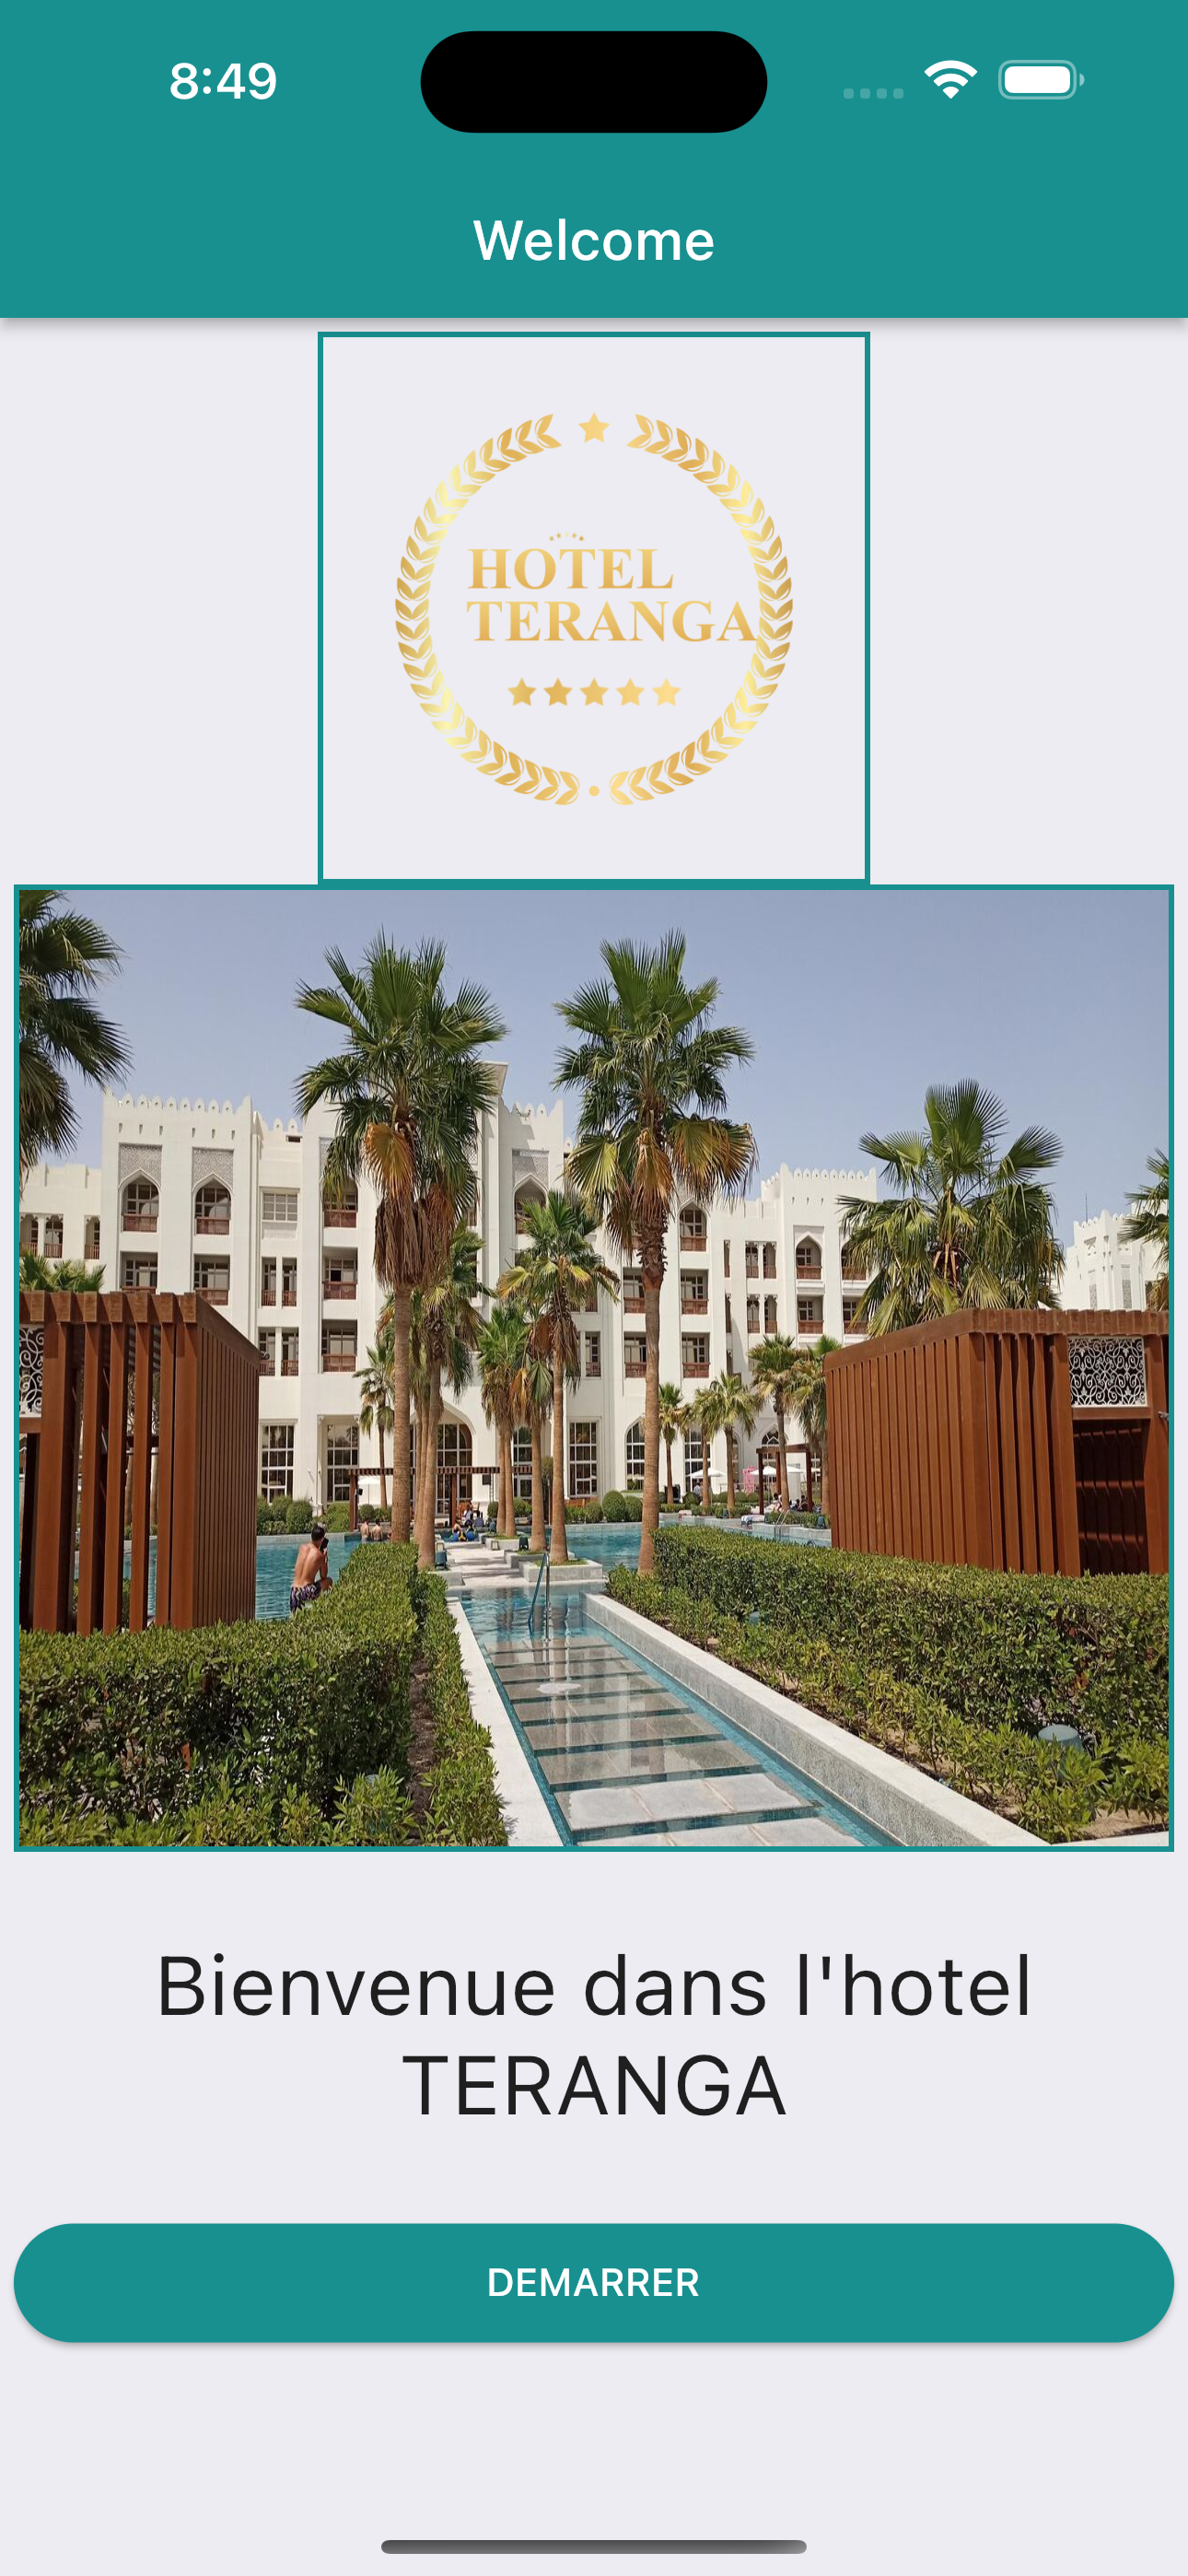 8:49
Welcome
HOTEL
TERANGA
Bienvenue dans l'hotel
TERANGA
DEMARRER